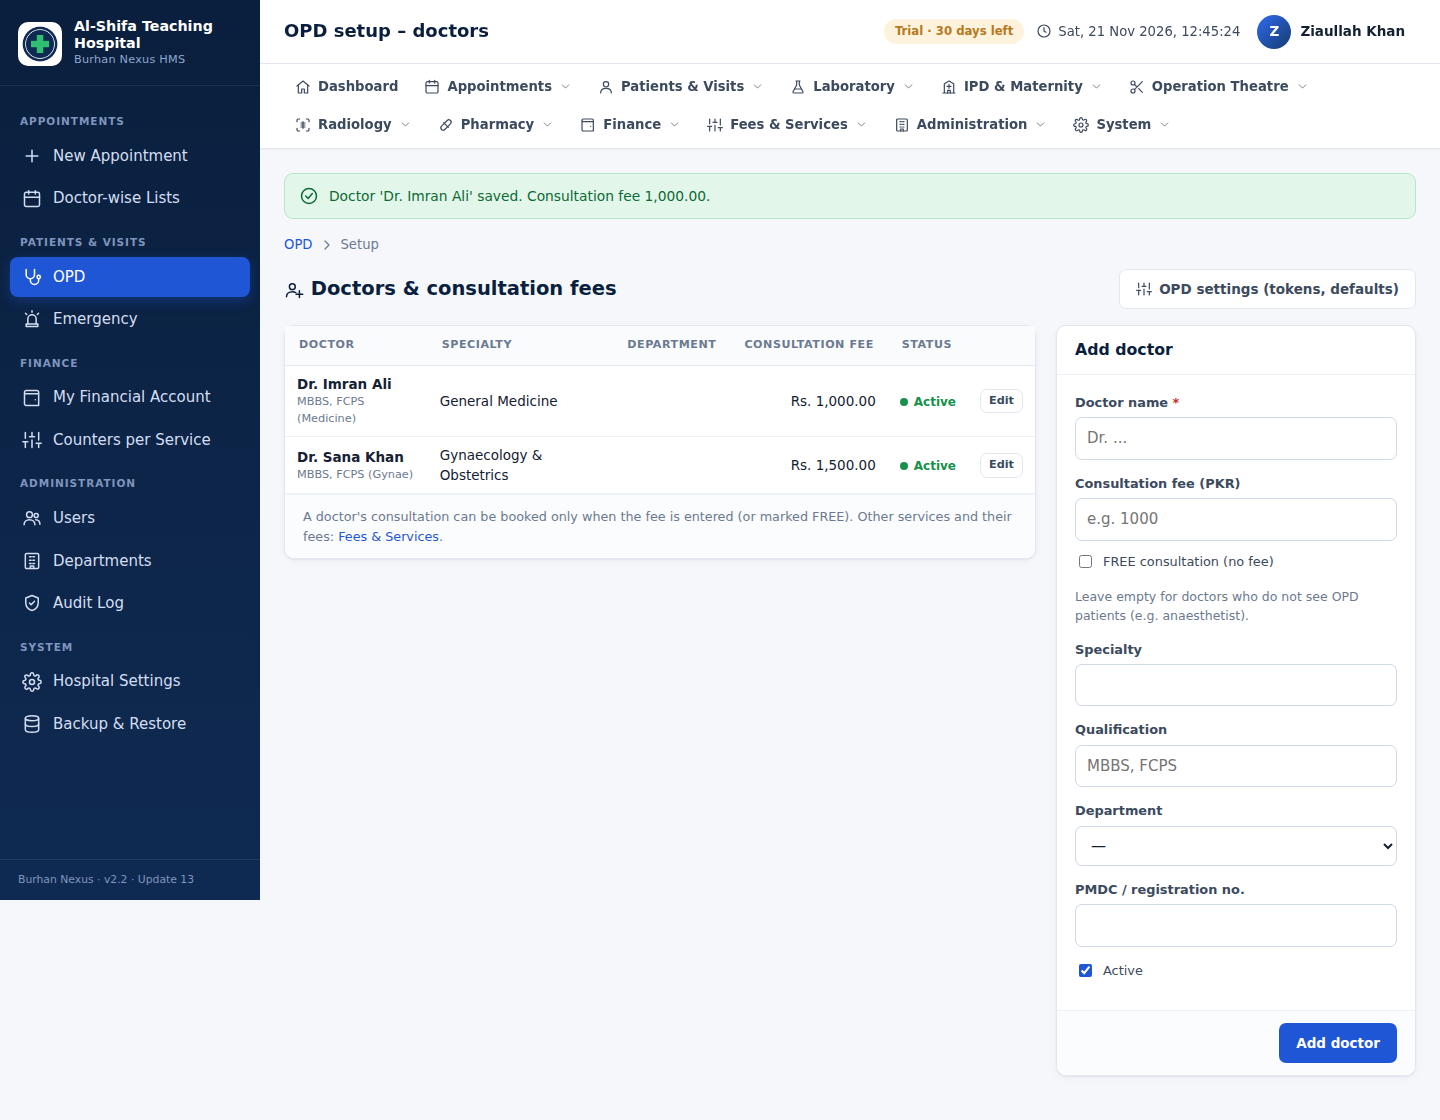 Al-Shifa Teaching
Hospital
Burhan Nexus HMS
APPOINTMENTS
New Appointment
Doctor-wise Lists
PATIENTS & VISITS
OPD
Emergency
FINANCE
My Financial Account
Counters per Service
ADMINISTRATION
Users
Departments
Audit Log
SYSTEM
Hospital Settings
Backup & Restore
Burhan Nexus · v2.2 · Update 13
OPD setup – doctors
Trial · 30 days left
Sat, 21 Nov 2026, 12:45:24
Z
Ziaullah Khan
Dashboard Appointments Patients & Visits Laboratory IPD & Maternity Operation Theatre
Radiology Pharmacy Finance Fees & Services Administration System
Doctor 'Dr. Imran Ali' saved. Consultation fee 1,000.00.
OPD Setup
Doctors & consultation fees
OPD settings (tokens, defaults)
DOCTOR SPECIALTY DEPARTMENT CONSULTATION FEE STATUS
Dr. Imran Ali
MBBS, FCPS
(Medicine)
General Medicine
Rs. 1,000.00
Active
Edit
Dr. Sana Khan
MBBS, FCPS (Gynae)
Gynaecology &
Obstetrics
Rs. 1,500.00
Active
Edit
A doctor's consultation can be booked only when the fee is entered (or marked FREE). Other services and their
fees: Fees & Services.
Add doctor
Doctor name *
Dr. ...
Consultation fee (PKR)
e.g. 1000
FREE consultation (no fee)
Leave empty for doctors who do not see OPD
patients (e.g. anaesthetist).
Specialty
Qualification
MBBS, FCPS
Department
—
PMDC / registration no.
Active
Add doctor